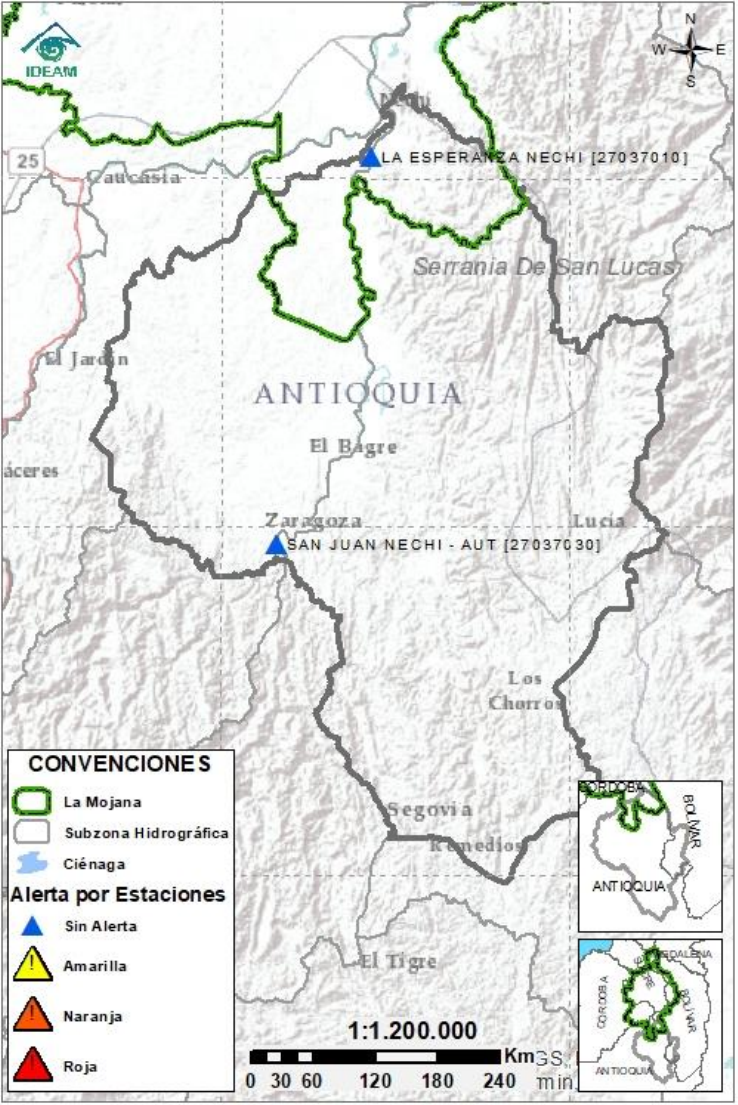 IDEAM
N
W E
S
25
Caucasia
LA ESPERANZA NECHI [27037010]
Serrania De San Lucas
El Jardin
ANTIOQUIA
El Bagre
áceres
Zaragoza
Lucia
SAN JUAN NECHI - AUT [27037030]
Los
Chorros
Segovia
Remedios
El Tigre
CONVENCIONES
La Mojana
Subzona Hidrográfica
Ciénaga
Alerta por Estaciones
Sin Alerta
Amarilla
Naranja
Roja
1:1.200.000
Km
0 30 60 120 180 240
min
CORDOBA
BOLIVAR
ANTIOQUIA
CORDOBA
SUCRE
BOLIVAR
ANTIOQUIA